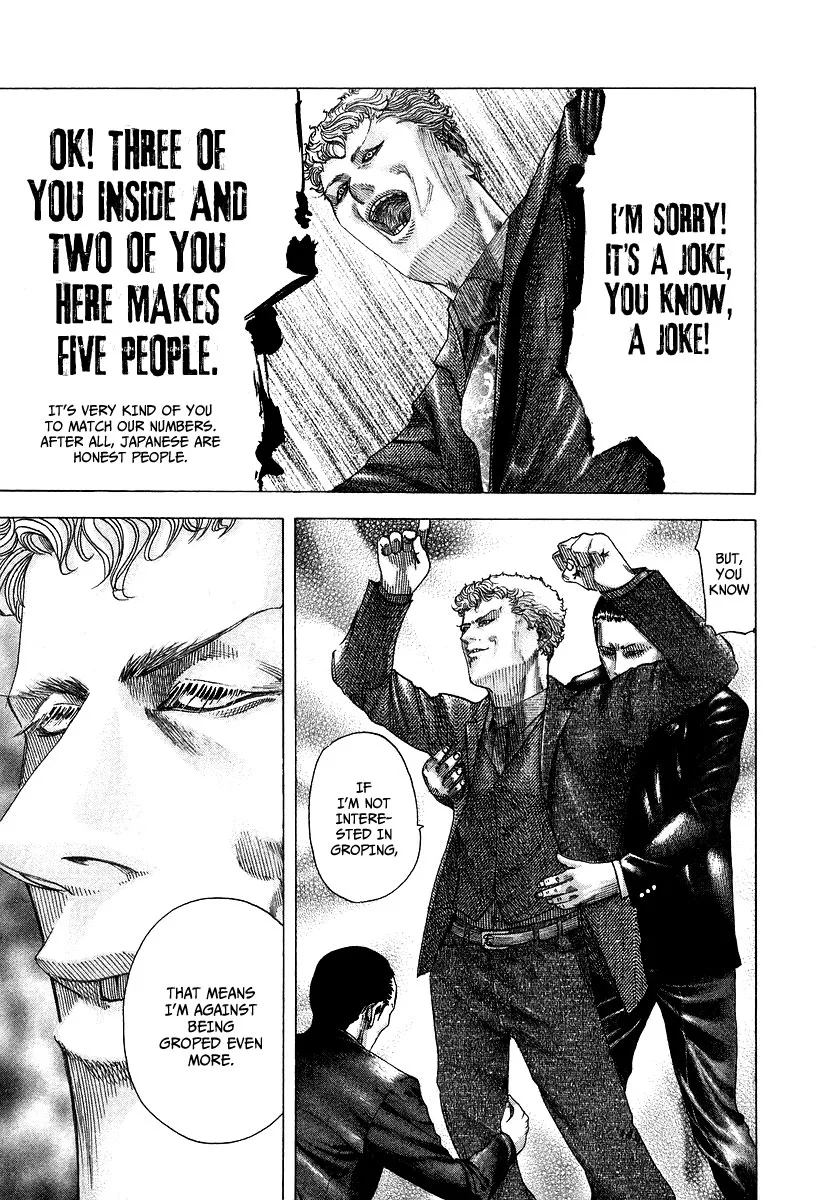 I'M SORRY!
IT'S A JOKE,
YOU KNOW,
A JOKE!
OK! THREE OF
YOU INSIDE AND
TWO OF YOU
HERE MAKES
FIVE PEOPLE.
IT'S VERY KIND OF YOU
TO MATCH OUR NUMBERS.
AFTER ALL, JAPANESE ARE
HONEST PEOPLE.
BUT,
YOU
KNOW
IF
I'M NOT
INTERE-
STED IN
GROPING,
THAT MEANS
I'M AGAINST
BEING
GROPED EVEN
MORE.